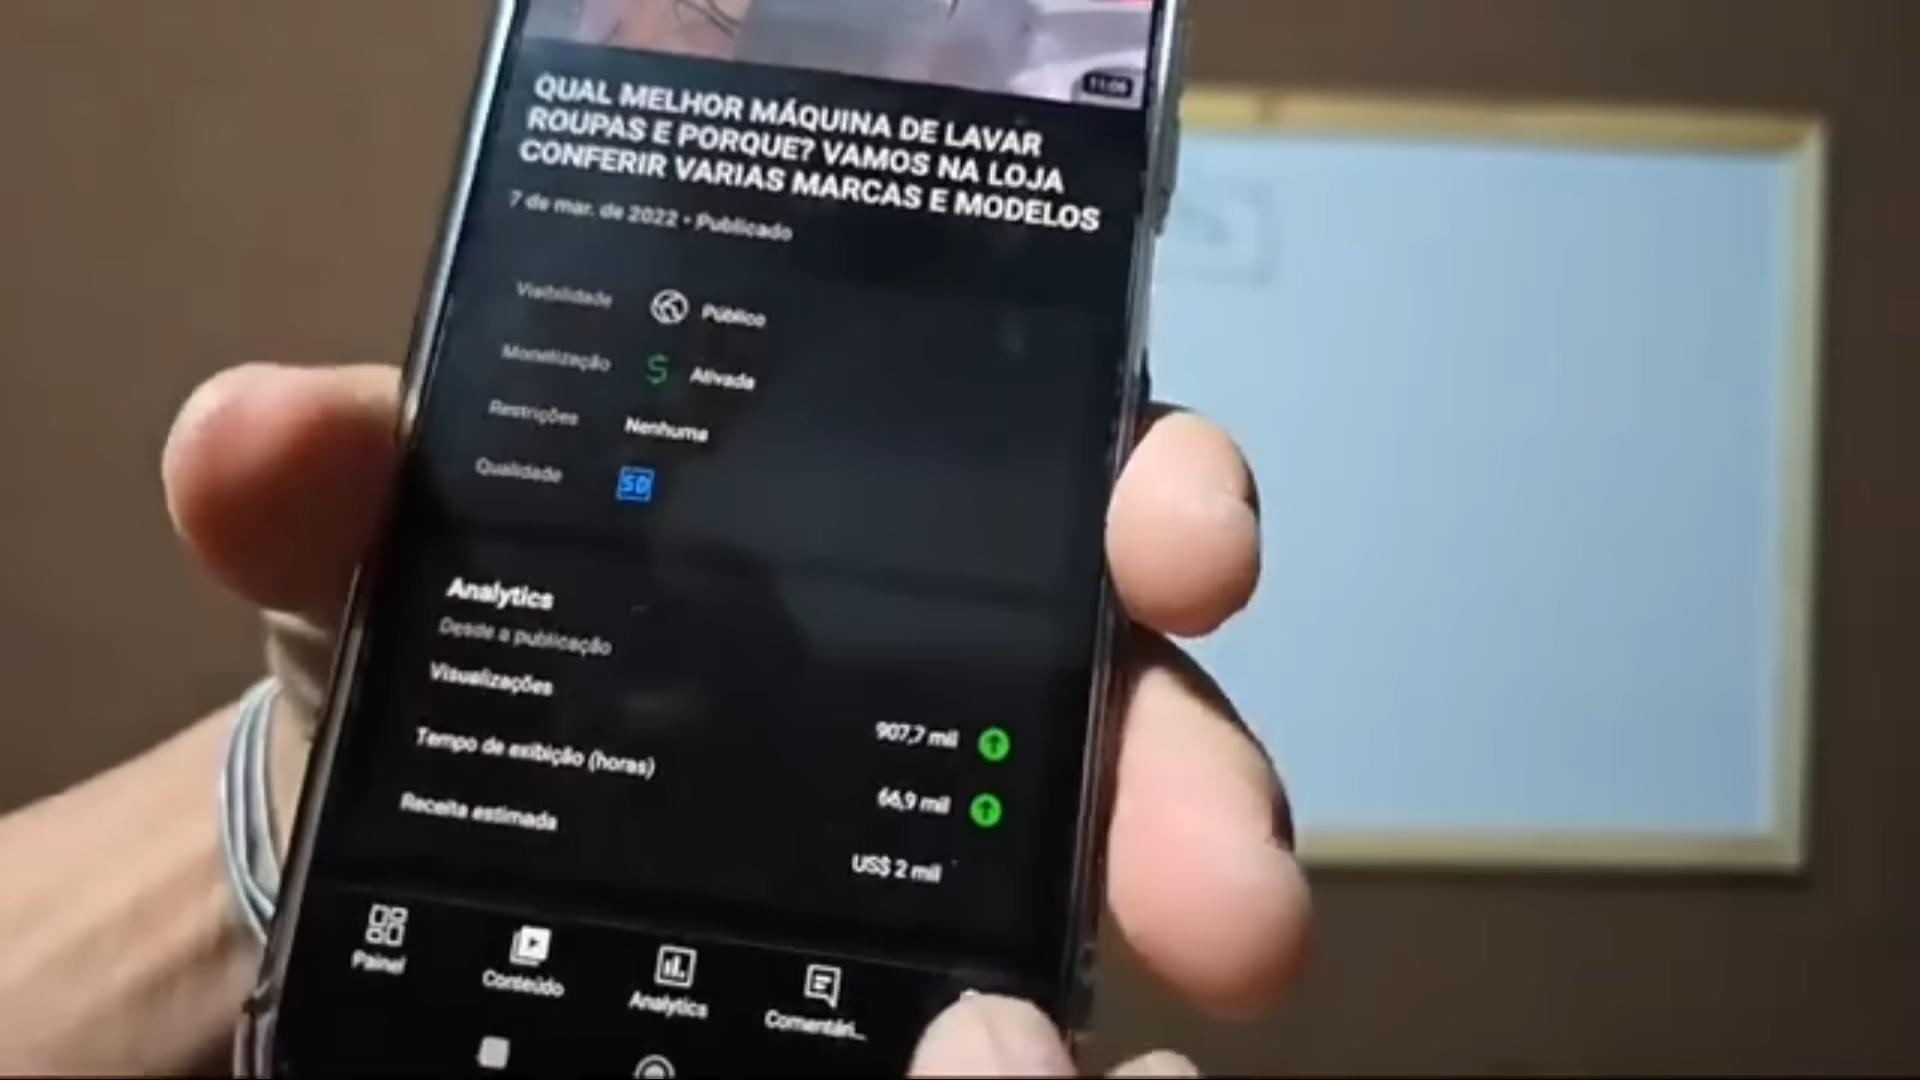 11:06
QUAL MELHOR MÁQUINA DE LAVAR
ROUPAS E PORQUE? VAMOS NA LOJA
CONFERIR VARIAS MARCAS E MODELOS
7 de mar. de 2022 • Publicado
Visibilidade Público
Monetização $ Ativada
Restrições Nenhuma
Qualidade SD
Analytics
Desde a publicação
Visualizações 907,7 mil
Tempo de exibição (horas) 66,9 mil
Receita estimada US$ 2 mil
Painel Conteúdo Analytics Comentári...